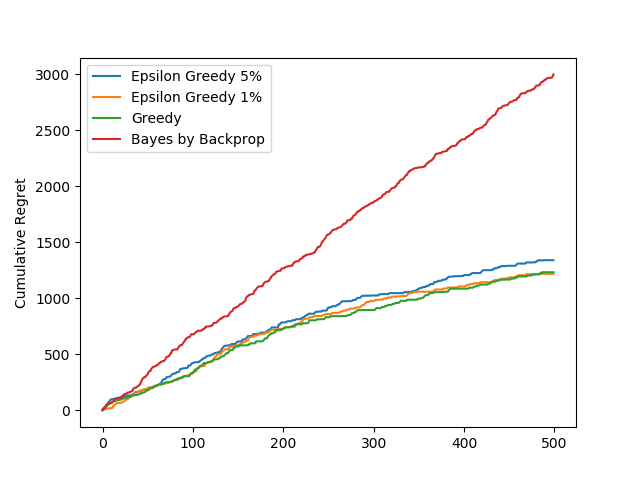 Epsilon Greedy 5%
Epsilon Greedy 1%
Greedy
Bayes by Backprop
Cumulative Regret
3000
2500
2000
1500
1000
500
0
0 100 200 300 400 500